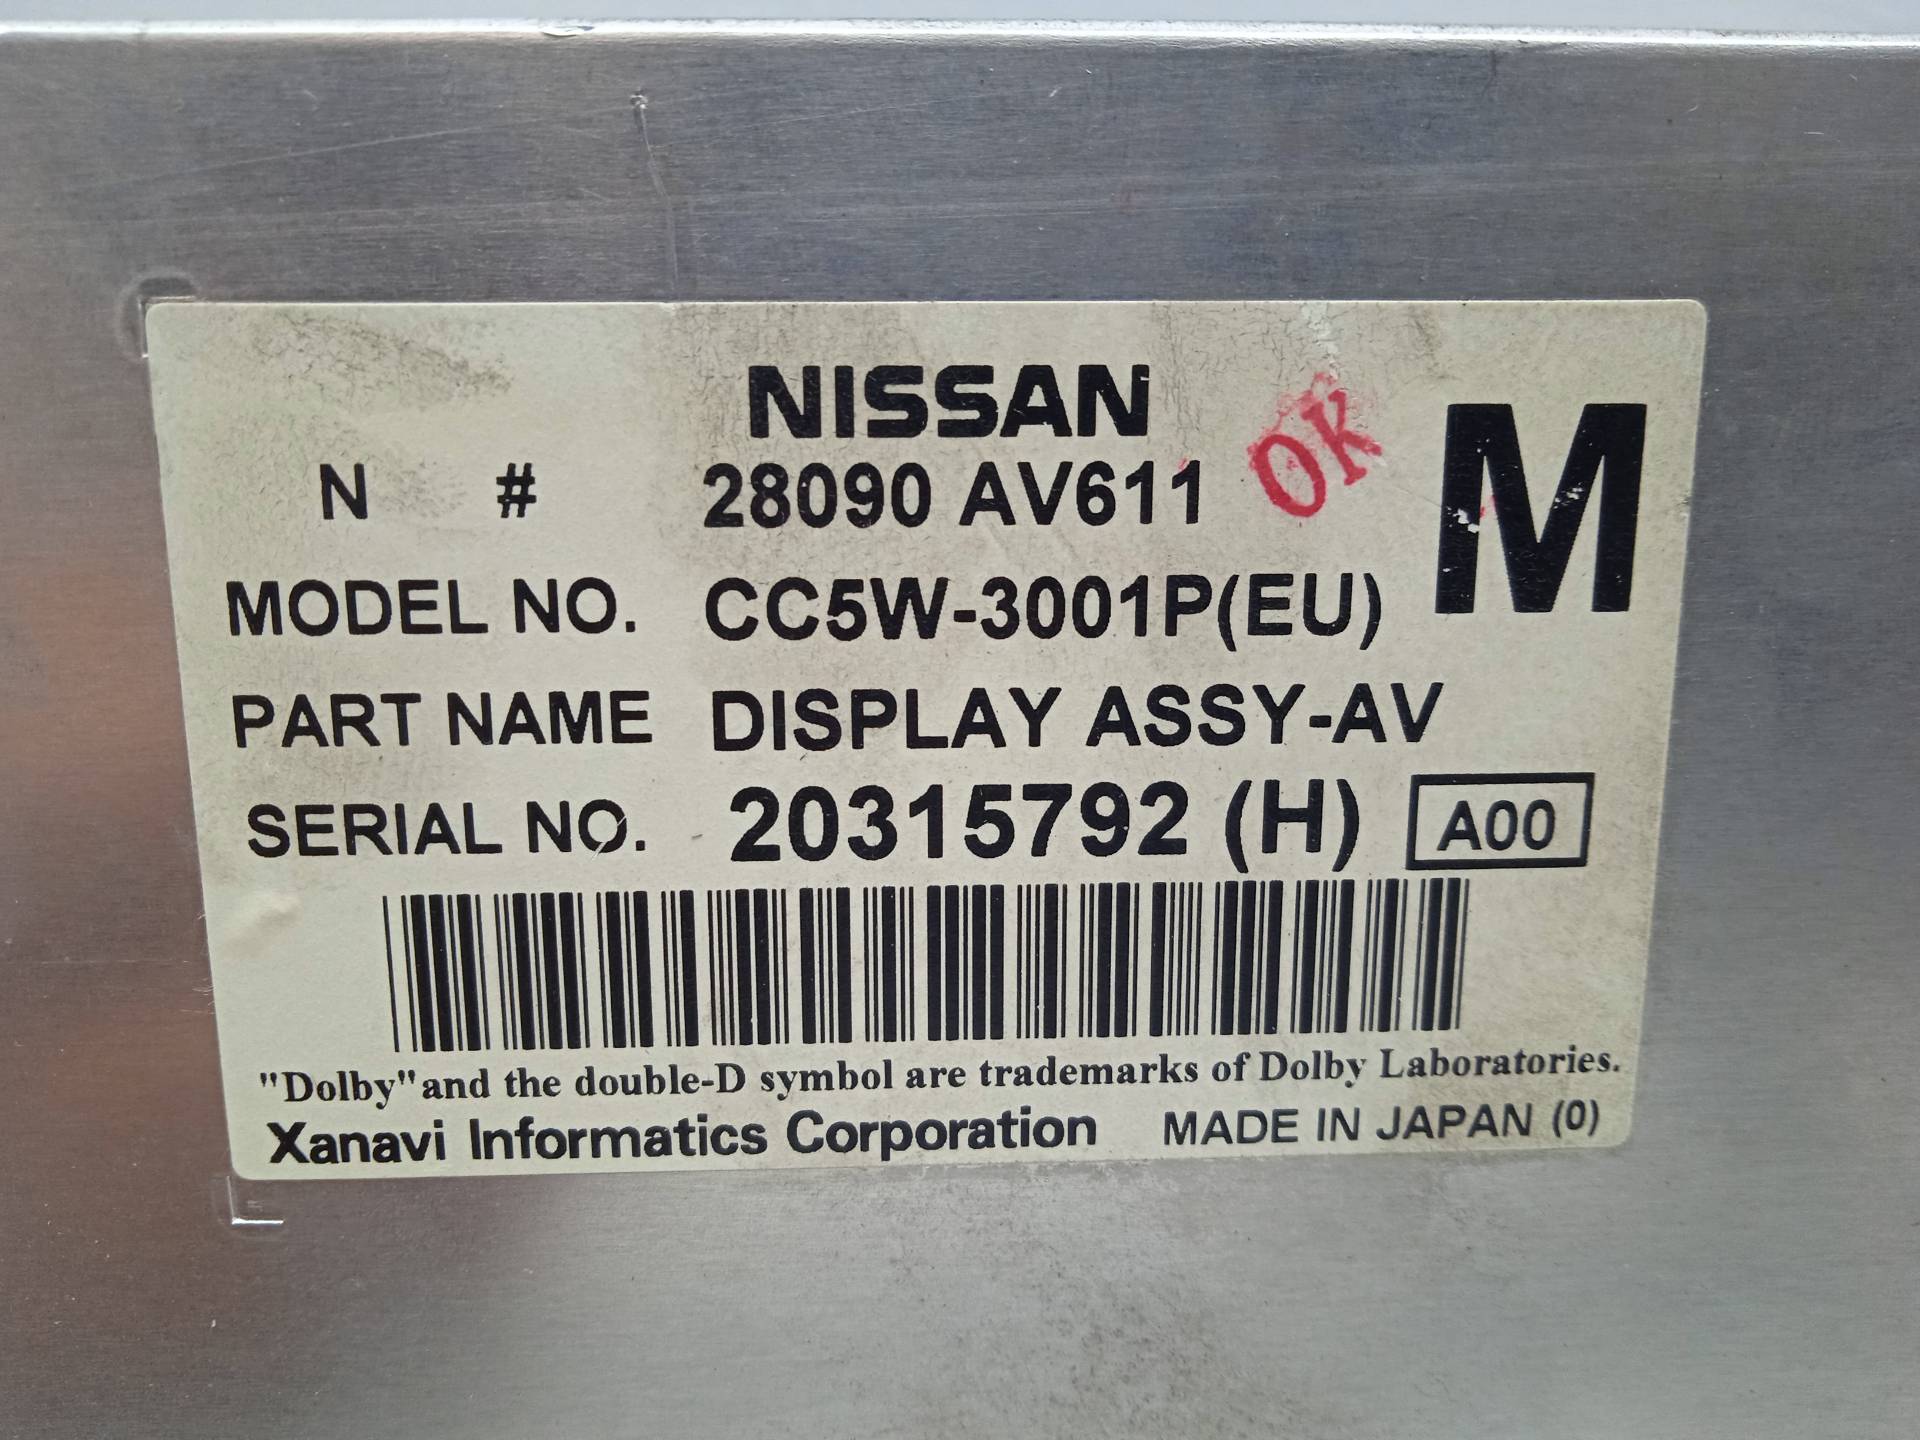 NISSAN
OK
M
N # 28090 AV611
MODEL NO. CC5W-3001P(EU)
PART NAME DISPLAY ASSY-AV
SERIAL NO. 20315792 (H) A00
"Dolby"and the double-D symbol are trademarks of Dolby Laboratories.
Xanavi Informatics Corporation MADE IN JAPAN (0)